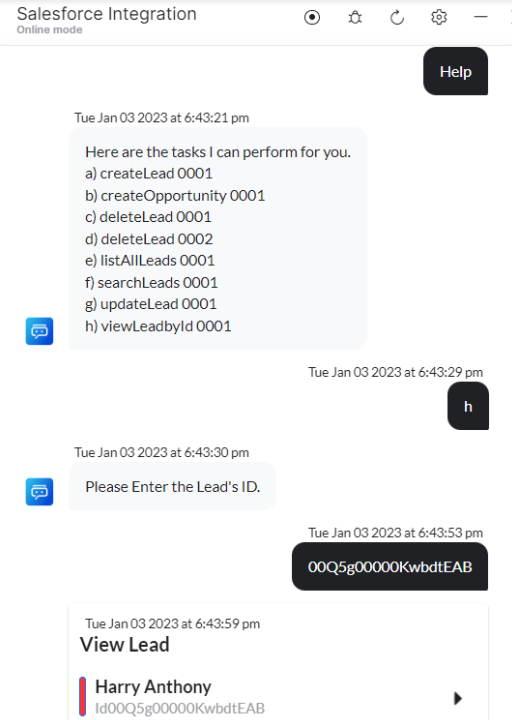 Salesforce Integration
Online mode
Help
Tue Jan 03 2023 at 6:43:21 pm
Here are the tasks I can perform for you.
a) createLead 0001
b) createOpportunity 0001
c) deleteLead 0001
d) deleteLead 0002
e) listAllLeads 0001
f) searchLeads 0001
g) updateLead 0001
h) viewLeadbyId 0001
Tue Jan 03 2023 at 6:43:29 pm
h
Tue Jan 03 2023 at 6:43:30 pm
Please Enter the Lead's ID.
Tue Jan 03 2023 at 6:43:53 pm
00Q5g00000KwbdtEAB
Tue Jan 03 2023 at 6:43:59 pm
View Lead
Harry Anthony
Id00Q5g00000KwbdtEAB